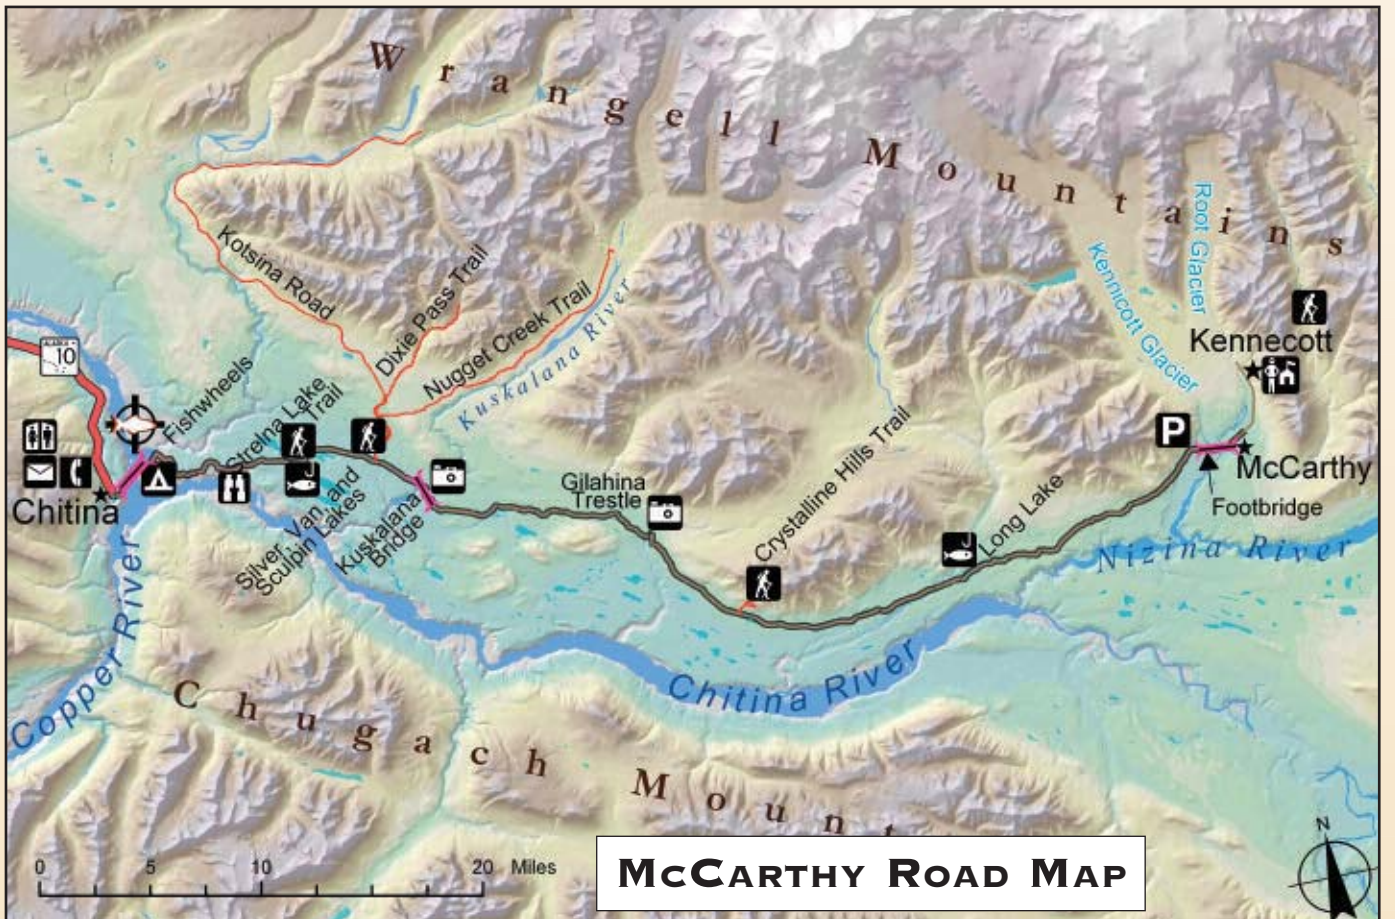 Wrangell Mountains
Root Glacier
Kennicott Glacier
Kotsina Road
Dixie Pass Trail
Nugget Creek Trail
Kuskalana River
ALASKA
10
Kennecott
Fishwheels
Strelna Lake
Trail
P
McCarthy
Footbridge
Chitina
Silver, Van, and
Sculpin Lakes
Kuskalana
Bridge
Gilahina
Trestle
Crystalline Hills Trail
Long Lake
Nizina River
Copper River
Chitina River
Chugach Mount
0 5 10 20 Miles
McCarthy Road Map
N